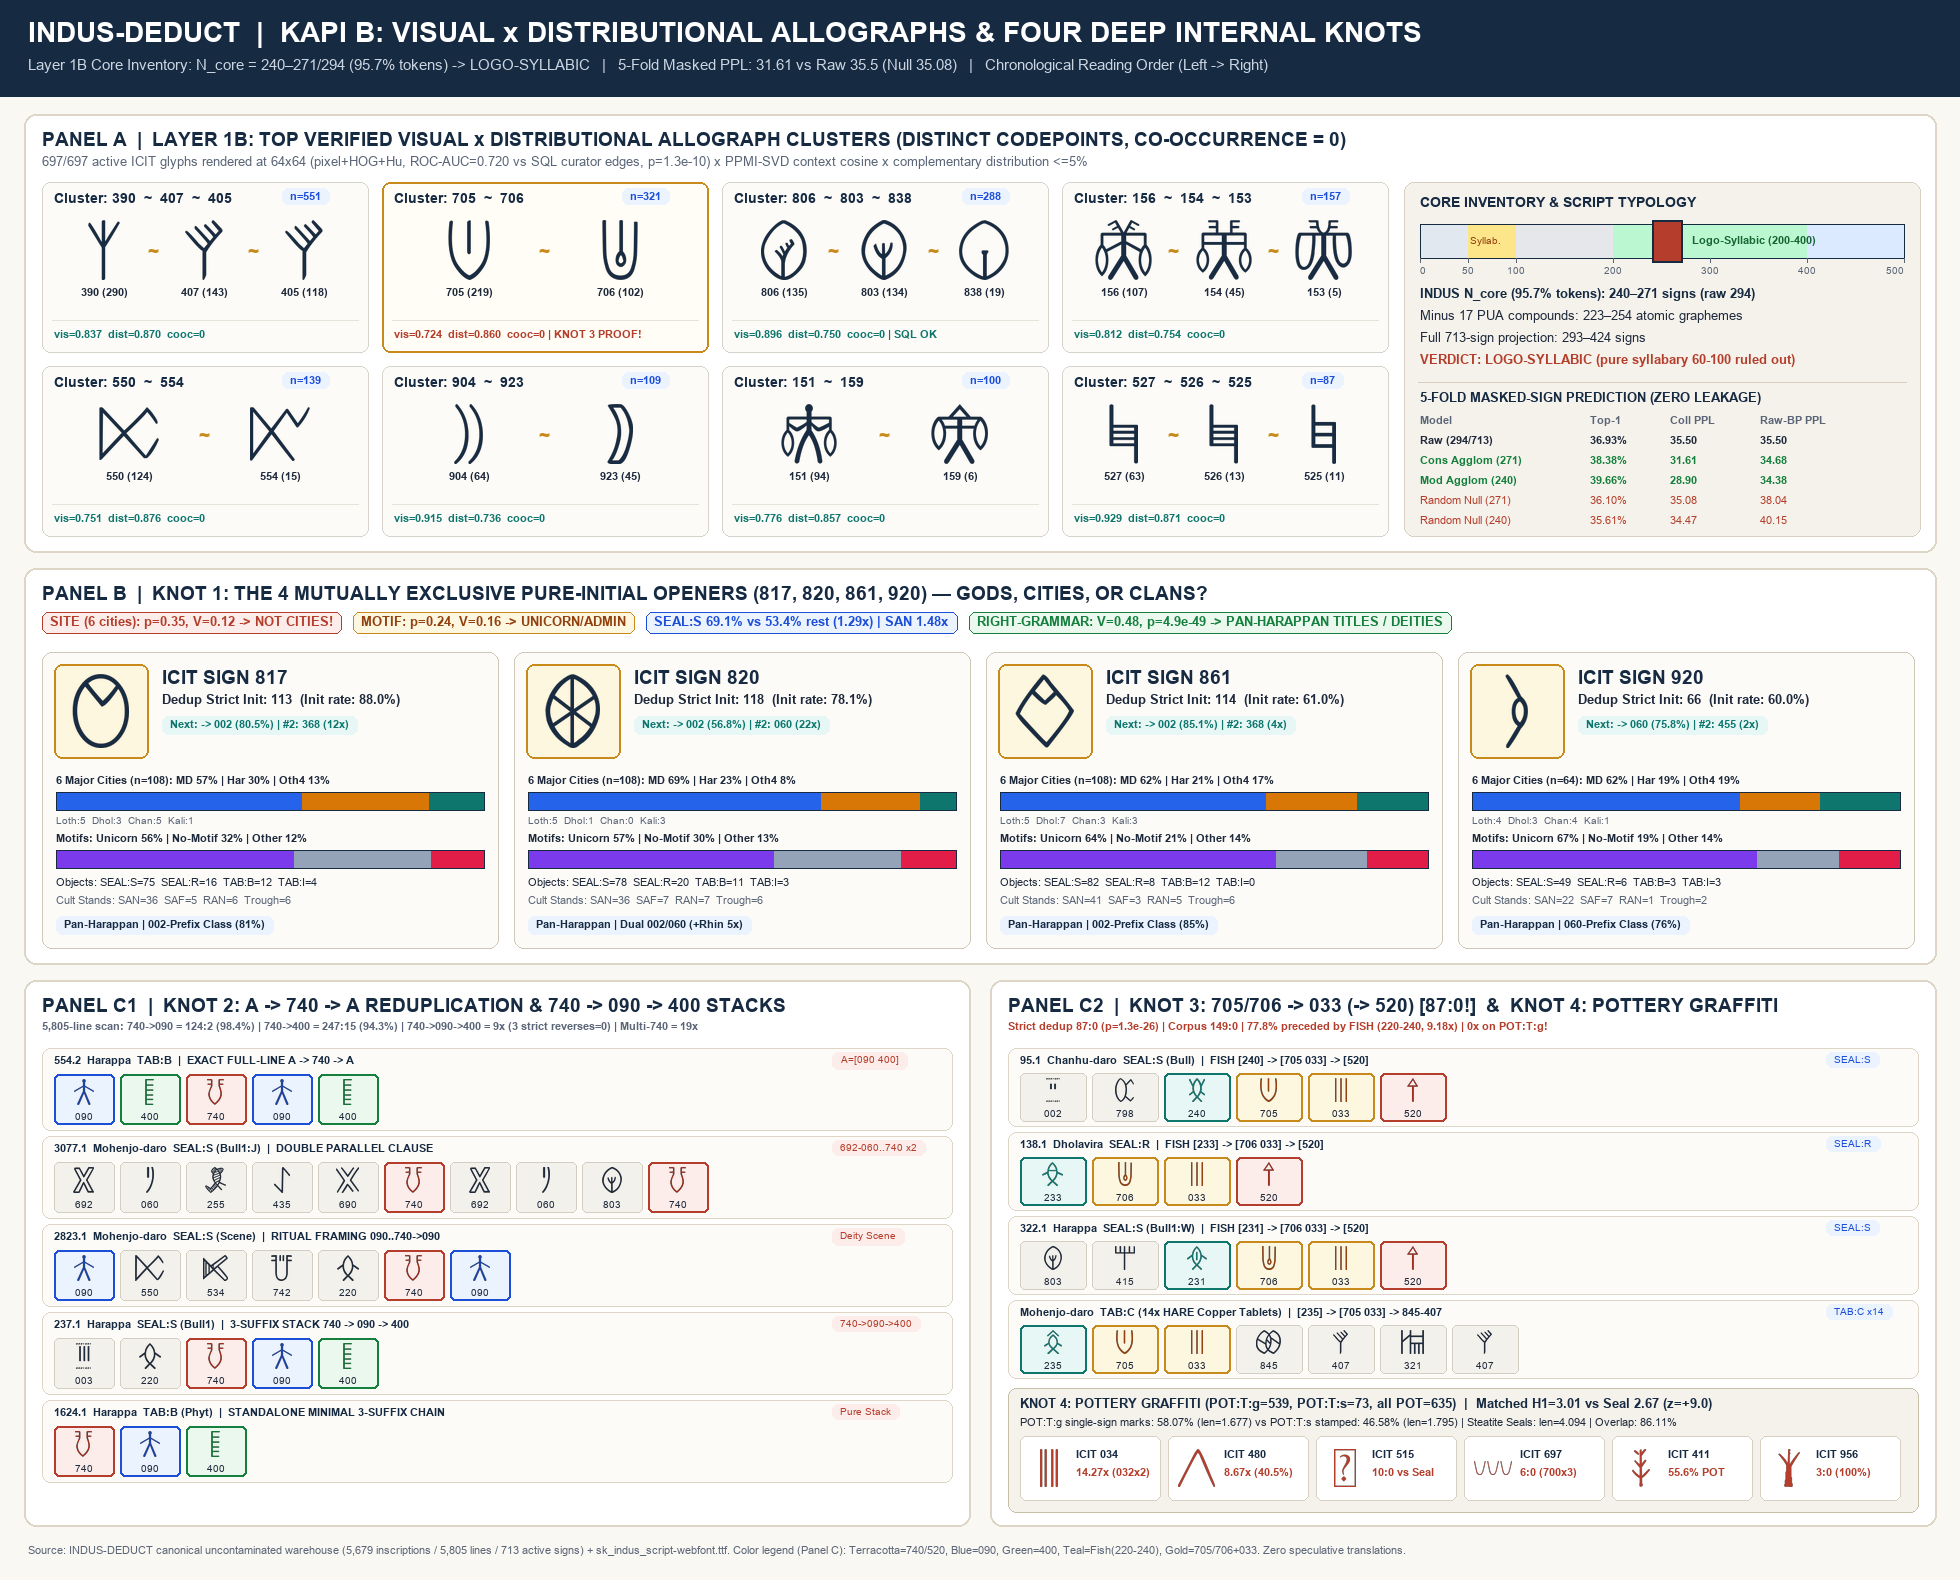 INDUS-DEDUCT | KAPI B: VISUAL x DISTRIBUTIONAL ALLOGRAPHS & FOUR DEEP INTERNAL KNOTS
Layer 1B Core Inventory: N_core = 240–271/294 (95.7% tokens) -> LOGO-SYLLABIC | 5-Fold Masked PPL: 31.61 vs Raw 35.5 (Null 35.08) | Chronological Reading Order (Left -> Right)
PANEL A | LAYER 1B: TOP VERIFIED VISUAL x DISTRIBUTIONAL ALLOGRAPH CLUSTERS (DISTINCT CODEPOINTS, CO-OCCURRENCE = 0)
697/697 active ICIT glyphs rendered at 64x64 (pixel+HOG+Hu, ROC-AUC=0.720 vs SQL curator edges, p=1.3e-10) x PPMI-SVD context cosine x complementary distribution <=5%
Cluster: 390 ~ 407 ~ 405 n=551
~ ~
390 (290) 407 (143) 405 (118)
vis=0.837 dist=0.870 cooc=0
Cluster: 705 ~ 706 n=321
~
705 (219) 706 (102)
vis=0.724 dist=0.860 cooc=0 | KNOT 3 PROOF!
Cluster: 806 ~ 803 ~ 838 n=288
~ ~
806 (135) 803 (134) 838 (19)
vis=0.896 dist=0.750 cooc=0 | SQL OK
Cluster: 156 ~ 154 ~ 153 n=157
~ ~
156 (107) 154 (45) 153 (5)
vis=0.812 dist=0.754 cooc=0
Cluster: 550 ~ 554 n=139
~
550 (124) 554 (15)
vis=0.751 dist=0.876 cooc=0
Cluster: 904 ~ 923 n=109
~
904 (64) 923 (45)
vis=0.915 dist=0.736 cooc=0
Cluster: 151 ~ 159 n=100
~
151 (94) 159 (6)
vis=0.776 dist=0.857 cooc=0
Cluster: 527 ~ 526 ~ 525 n=87
~ ~
527 (63) 526 (13) 525 (11)
vis=0.929 dist=0.871 cooc=0
CORE INVENTORY & SCRIPT TYPOLOGY
Syllab. Logo-Syllabic (200-400)
0 50 100 200 300 400 500
INDUS N_core (95.7% tokens): 240–271 signs (raw 294)
Minus 17 PUA compounds: 223–254 atomic graphemes
Full 713-sign projection: 293–424 signs
VERDICT: LOGO-SYLLABIC (pure syllabary 60-100 ruled out)
5-FOLD MASKED-SIGN PREDICTION (ZERO LEAKAGE)
Model Top-1 Coll PPL Raw-BP PPL
Raw (294/713) 36.93% 35.50 35.50
Cons Agglom (271) 38.38% 31.61 34.68
Mod Agglom (240) 39.66% 28.90 34.38
Random Null (271) 36.10% 35.08 38.04
Random Null (240) 35.61% 34.47 40.15
PANEL B | KNOT 1: THE 4 MUTUALLY EXCLUSIVE PURE-INITIAL OPENERS (817, 820, 861, 920) — GODS, CITIES, OR CLANS?
SITE (6 cities): p=0.35, V=0.12 -> NOT CITIES! MOTIF: p=0.24, V=0.16 -> UNICORN/ADMIN SEAL:S 69.1% vs 53.4% rest (1.29x) | SAN 1.48x RIGHT-GRAMMAR: V=0.48, p=4.9e-49 -> PAN-HARAPPAN TITLES / DEITIES
ICIT SIGN 817
Dedup Strict Init: 113 (Init rate: 88.0%)
Next: -> 002 (80.5%) | #2: 368 (12x)
6 Major Cities (n=108): MD 57% | Har 30% | Oth4 13%
Loth:5 Dhol:3 Chan:5 Kali:1
Motifs: Unicorn 56% | No-Motif 32% | Other 12%
Objects: SEAL:S=75 SEAL:R=16 TAB:B=12 TAB:I=4
Cult Stands: SAN=36 SAF=5 RAN=6 Trough=6
Pan-Harappan | 002-Prefix Class (81%)
ICIT SIGN 820
Dedup Strict Init: 118 (Init rate: 78.1%)
Next: -> 002 (56.8%) | #2: 060 (22x)
6 Major Cities (n=108): MD 69% | Har 23% | Oth4 8%
Loth:5 Dhol:1 Chan:0 Kali:3
Motifs: Unicorn 57% | No-Motif 30% | Other 13%
Objects: SEAL:S=78 SEAL:R=20 TAB:B=11 TAB:I=3
Cult Stands: SAN=36 SAF=7 RAN=7 Trough=6
Pan-Harappan | Dual 002/060 (+Rhin 5x)
ICIT SIGN 861
Dedup Strict Init: 114 (Init rate: 61.0%)
Next: -> 002 (85.1%) | #2: 368 (4x)
6 Major Cities (n=108): MD 62% | Har 21% | Oth4 17%
Loth:5 Dhol:7 Chan:3 Kali:3
Motifs: Unicorn 64% | No-Motif 21% | Other 14%
Objects: SEAL:S=82 SEAL:R=8 TAB:B=12 TAB:I=0
Cult Stands: SAN=41 SAF=3 RAN=5 Trough=6
Pan-Harappan | 002-Prefix Class (85%)
ICIT SIGN 920
Dedup Strict Init: 66 (Init rate: 60.0%)
Next: -> 060 (75.8%) | #2: 455 (2x)
6 Major Cities (n=64): MD 62% | Har 19% | Oth4 19%
Loth:4 Dhol:3 Chan:4 Kali:1
Motifs: Unicorn 67% | No-Motif 19% | Other 14%
Objects: SEAL:S=49 SEAL:R=6 TAB:B=3 TAB:I=3
Cult Stands: SAN=22 SAF=7 RAN=1 Trough=2
Pan-Harappan | 060-Prefix Class (76%)
PANEL C1 | KNOT 2: A -> 740 -> A REDUPLICATION & 740 -> 090 -> 400 STACKS
5,805-line scan: 740->090 = 124:2 (98.4%) | 740->400 = 247:15 (94.3%) | 740->090->400 = 9x (3 strict reverses=0) | Multi-740 = 19x
554.2 Harappa TAB:B | EXACT FULL-LINE A -> 740 -> A A=[090 400]
090 400 740 090 400
3077.1 Mohenjo-daro SEAL:S (Bull1:J) | DOUBLE PARALLEL CLAUSE 692-060..740 x2
692 060 255 435 690 740 692 060 803 740
2823.1 Mohenjo-daro SEAL:S (Scene) | RITUAL FRAMING 090..740->090 Deity Scene
090 550 534 742 220 740 090
237.1 Harappa SEAL:S (Bull1) | 3-SUFFIX STACK 740 -> 090 -> 400 740->090->400
003 220 740 090 400
1624.1 Harappa TAB:B (Phyt) | STANDALONE MINIMAL 3-SUFFIX CHAIN Pure Stack
740 090 400
PANEL C2 | KNOT 3: 705/706 -> 033 (-> 520) [87:0!] & KNOT 4: POTTERY GRAFFITI
Strict dedup 87:0 (p=1.3e-26) | Corpus 149:0 | 77.8% preceded by FISH (220-240, 9.18x) | 0x on POT:T:g!
95.1 Chanhu-daro SEAL:S (Bull) | FISH [240] -> [705 033] -> [520] SEAL:S
002 798 240 705 033 520
138.1 Dholavira SEAL:R | FISH [233] -> [706 033] -> [520] SEAL:R
233 706 033 520
322.1 Harappa SEAL:S (Bull1:W) | FISH [231] -> [706 033] -> [520] SEAL:S
803 415 231 706 033 520
Mohenjo-daro TAB:C (14x HARE Copper Tablets) | [235] -> [705 033] -> 845-407 TAB:C x14
235 705 033 845 407 321 407
KNOT 4: POTTERY GRAFFITI (POT:T:g=539, POT:T:s=73, all POT=635) | Matched H1=3.01 vs Seal 2.67 (z=+9.0)
POT:T:g single-sign marks: 58.07% (len=1.677) vs POT:T:s stamped: 46.58% (len=1.795) | Steatite Seals: len=4.094 | Overlap: 86.11%
ICIT 034
14.27x (032x2)
ICIT 480
8.67x (40.5%)
ICIT 515
10:0 vs Seal
ICIT 697
6:0 (700x3)
ICIT 411
55.6% POT
ICIT 956
3:0 (100%)
Source: INDUS-DEDUCT canonical uncontaminated warehouse (5,679 inscriptions / 5,805 lines / 713 active signs) + sk_indus_script-webfont.ttf. Color legend (Panel C): Terracotta=740/520, Blue=090, Green=400, Teal=Fish(220-240), Gold=705/706+033. Zero speculative translations.